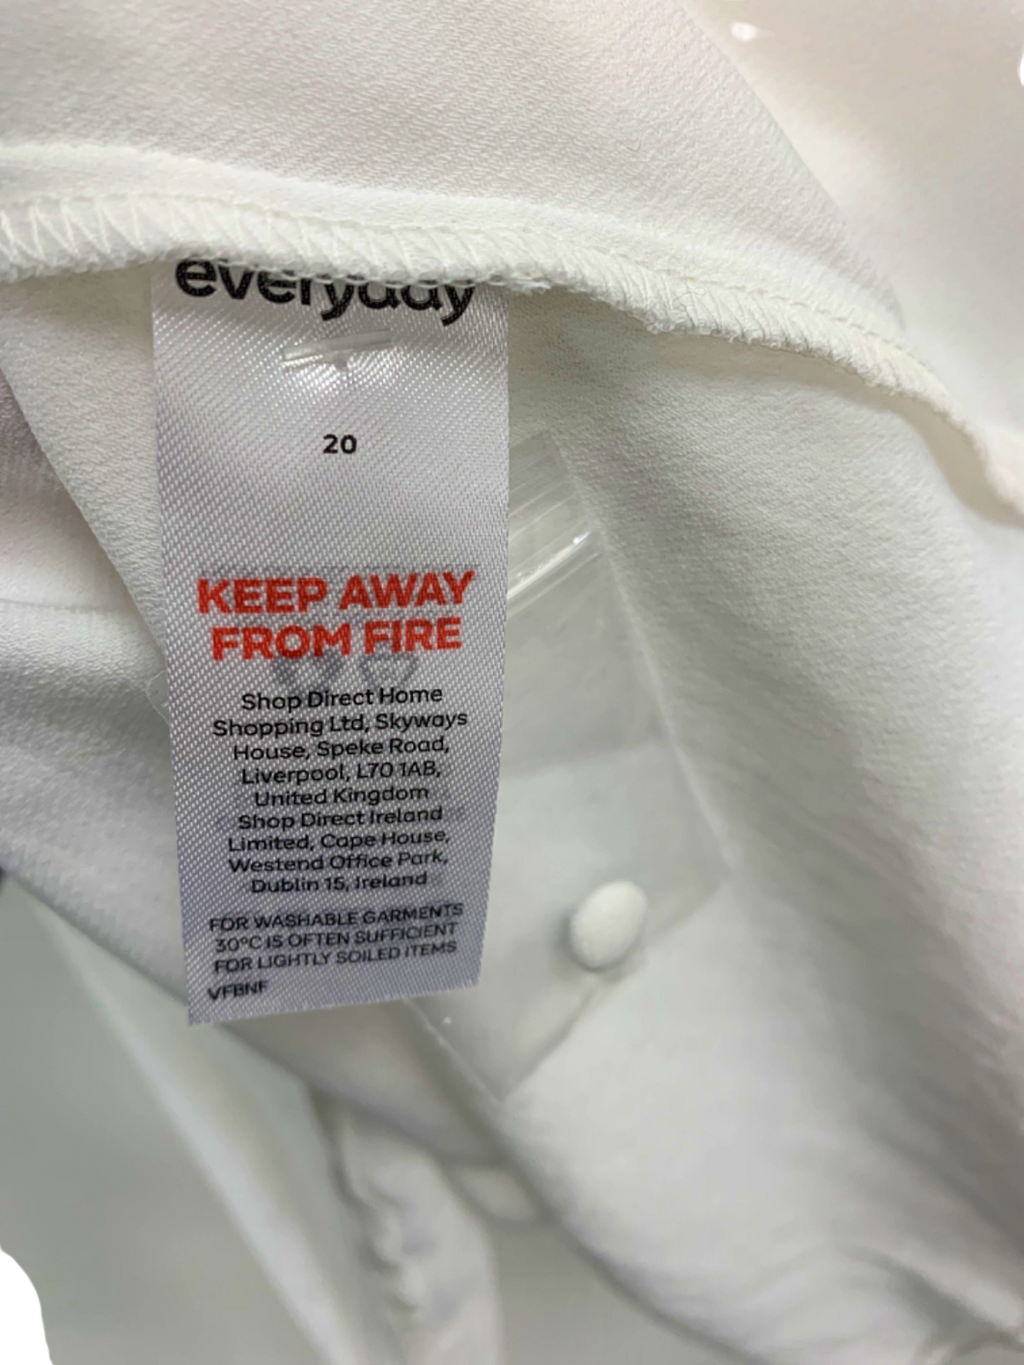 everyday
20
KEEP AWAY
FROM FIRE
Shop Direct Home
Shopping Ltd, Skyways
House, Speke Road,
Liverpool, L70 1AB,
United Kingdom
Shop Direct Ireland
Limited, Cape House,
Westend Office Park,
Dublin 15, Ireland
FOR WASHABLE GARMENTS
30°C IS OFTEN SUFFICIENT
FOR LIGHTLY SOILED ITEMS
VFBNF